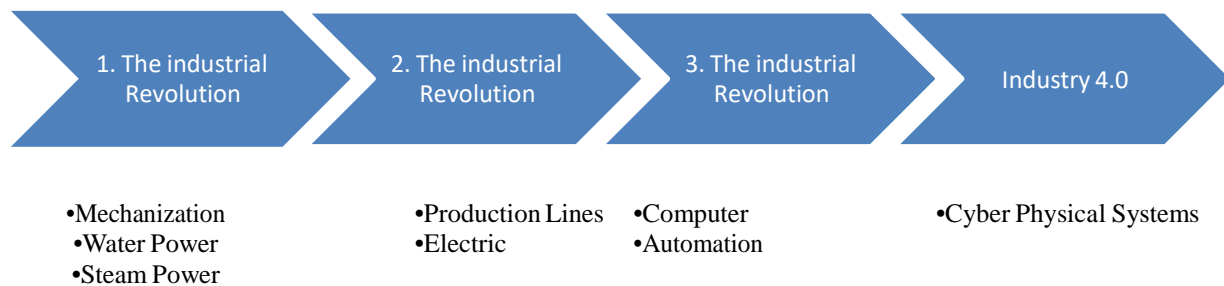 1. The industrial
Revolution
2. The industrial
Revolution
3. The industrial
Revolution
Industry 4.0
•Mechanization
•Water Power
•Steam Power
•Production Lines
•Electric
•Computer
•Automation
•Cyber Physical Systems